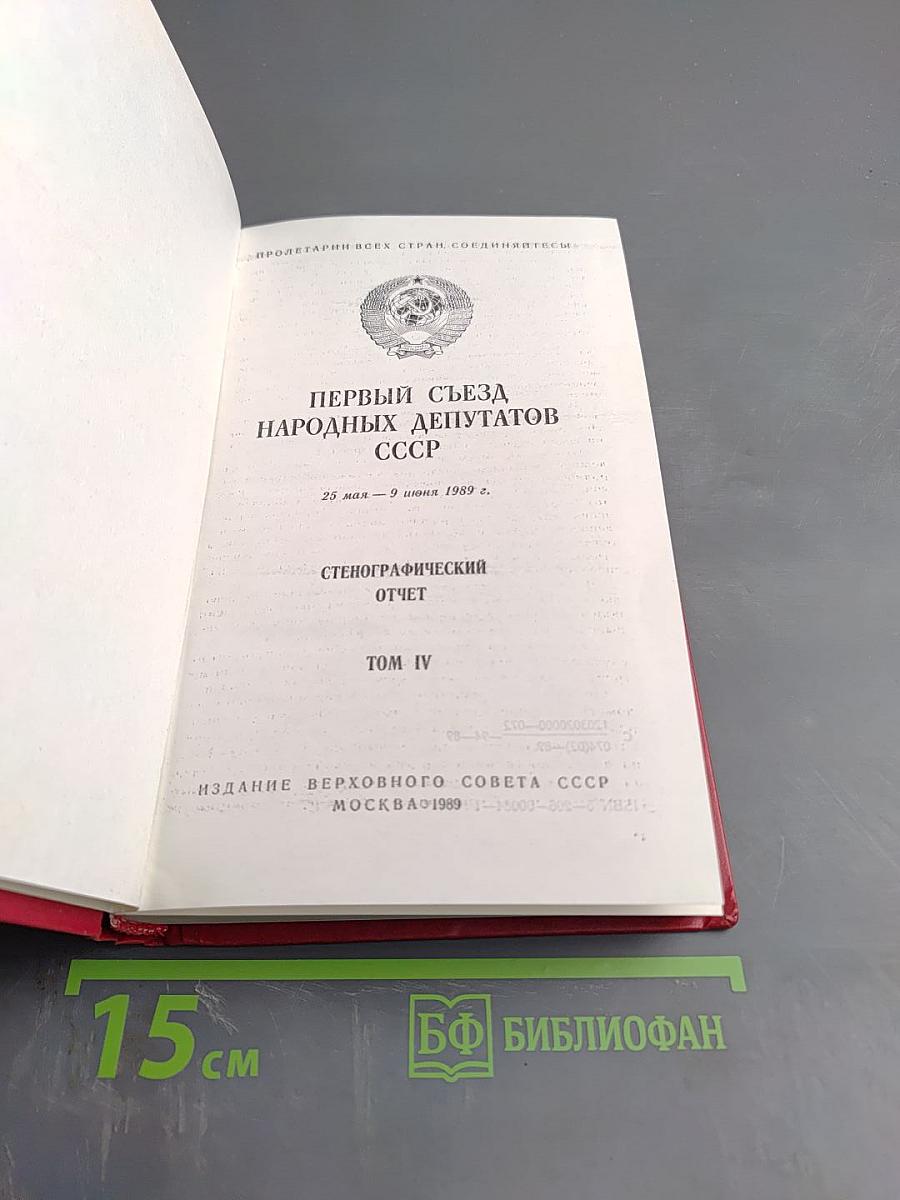 ПРОЛЕТАРИИ ВСЕХ СТРАН, СОЕДИНЯЙТЕСЬ!
ПЕРВЫЙ СЪЕЗД
НАРОДНЫХ ДЕПУТАТОВ
СССР
25 мая — 9 июня 1989 г.
СТЕНОГРАФИЧЕСКИЙ
ОТЧЕТ
ТОМ IV
ИЗДАНИЕ ВЕРХОВНОГО СОВЕТА СССР
МОСКВА 1989
15 см
БФ БИБЛИОФАН